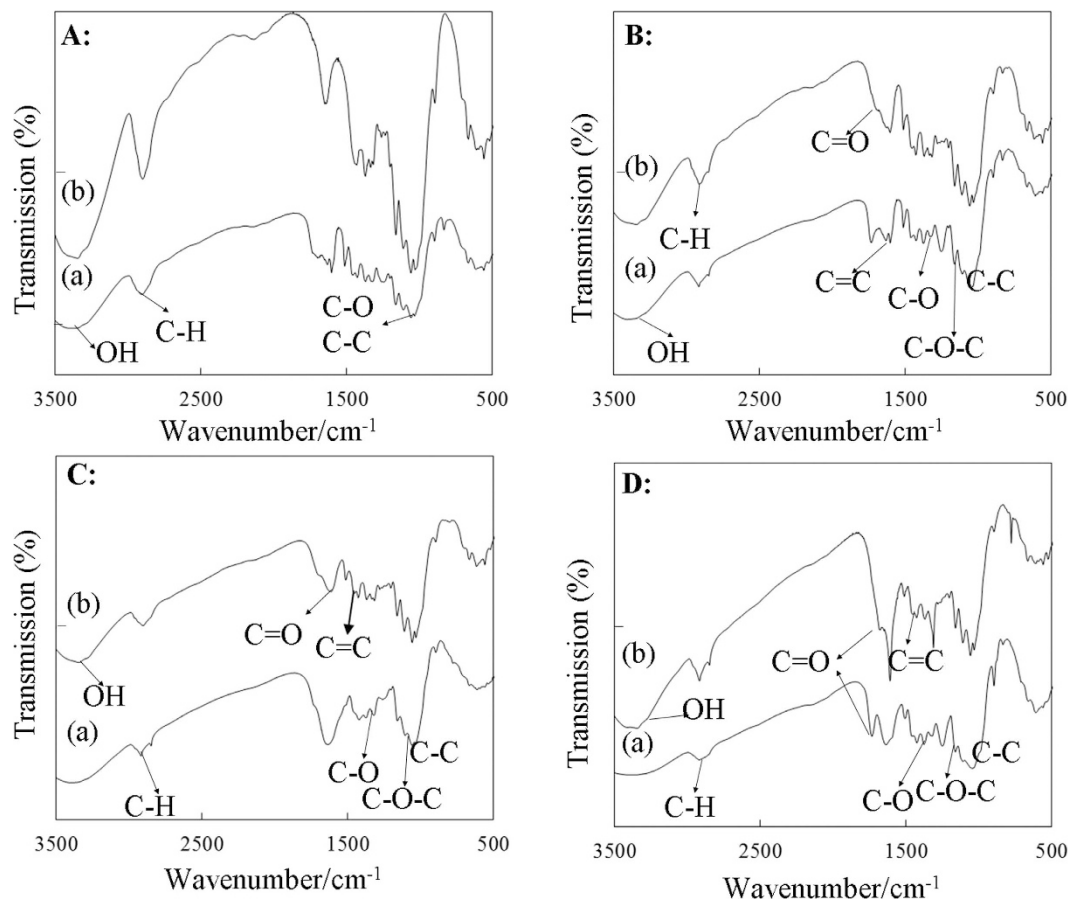 A:
Transmission (%)
(b)
(a)
C-H
OH
C-O
C-C
3500
2500
1500
500
Wavenumber/cm-1
B:
Transmission (%)
C=O
(b)
C-H
(a)
C=C
C-O
C-C
OH
C-O-C
3500
2500
1500
500
Wavenumber/cm-1
C:
Transmission (%)
(b)
C=O
C=C
OH
(a)
C-C
C-O
C-O-C
C-H
3500
2500
1500
500
Wavenumber/cm-1
D:
Transmission (%)
(b)
C=O
C=C
OH
(a)
C-C
C-H
C-O
C-O-C
3500
2500
1500
500
Wavenumber/cm-1